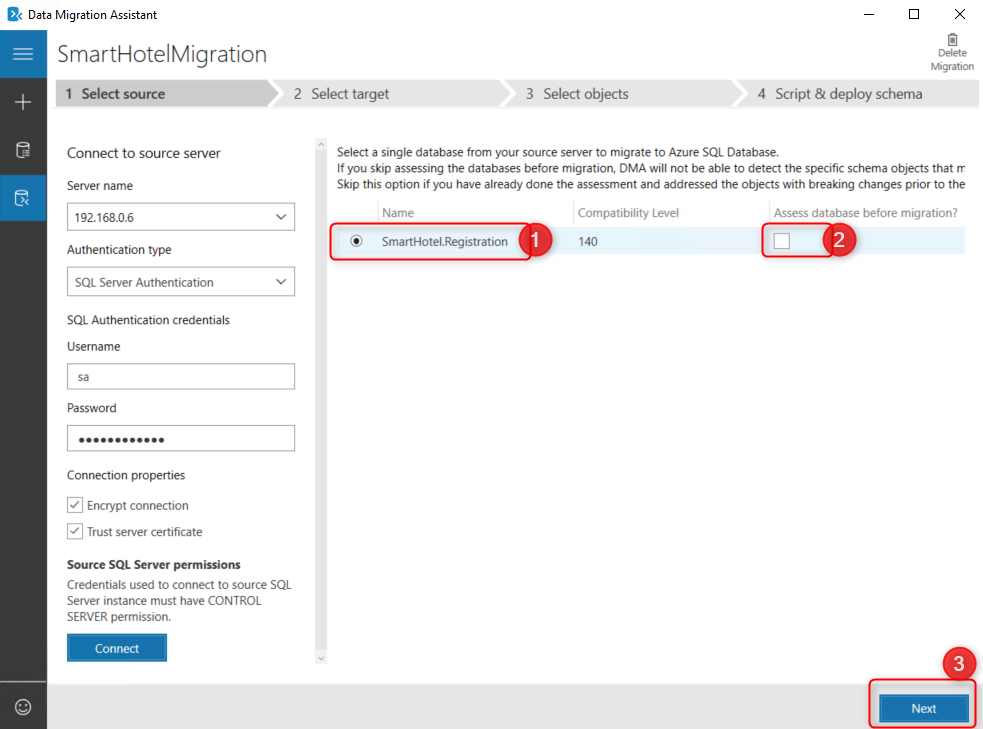 Data Migration Assistant
SmartHotelMigration
Delete
Migration
1 Select source
2 Select target
3 Select objects
4 Script & deploy schema
Connect to source server
Server name
192.168.0.6
Authentication type
SQL Server Authentication
SQL Authentication credentials
Username
sa
Password
●●●●●●●●●●●●
Connection properties
Encrypt connection
Trust server certificate
Source SQL Server permissions
Credentials used to connect to source SQL
Server instance must have CONTROL
SERVER permission.
Connect
Select a single database from your source server to migrate to Azure SQL Database.
If you skip assessing the databases before migration, DMA will not be able to detect the specific schema objects that m
Skip this option if you have already done the assessment and addressed the objects with breaking changes prior to the
Name Compatibility Level Assess database before migration?
SmartHotel.Registration 1 140 2
3
Next